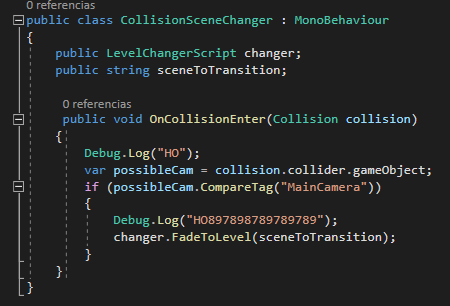 0 referencias
public class CollisionSceneChanger : MonoBehaviour
{
public LevelChangerScript changer;
public string sceneToTransition;
0 referencias
public void OnCollisionEnter(Collision collision)
{
Debug.Log("HO");
var possibleCam = collision.collider.gameObject;
if (possibleCam.CompareTag("MainCamera"))
{
Debug.Log("HO897898789789789");
changer.FadeToLevel(sceneToTransition);
}
}
}